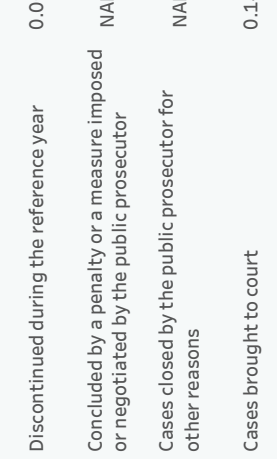 Discontinued during the reference year 0.0
Concluded by a penalty or a measure imposed NA
or negotiated by the public prosecutor
Cases closed by the public prosecutor for NA
other reasons
Cases brought to court 0.1